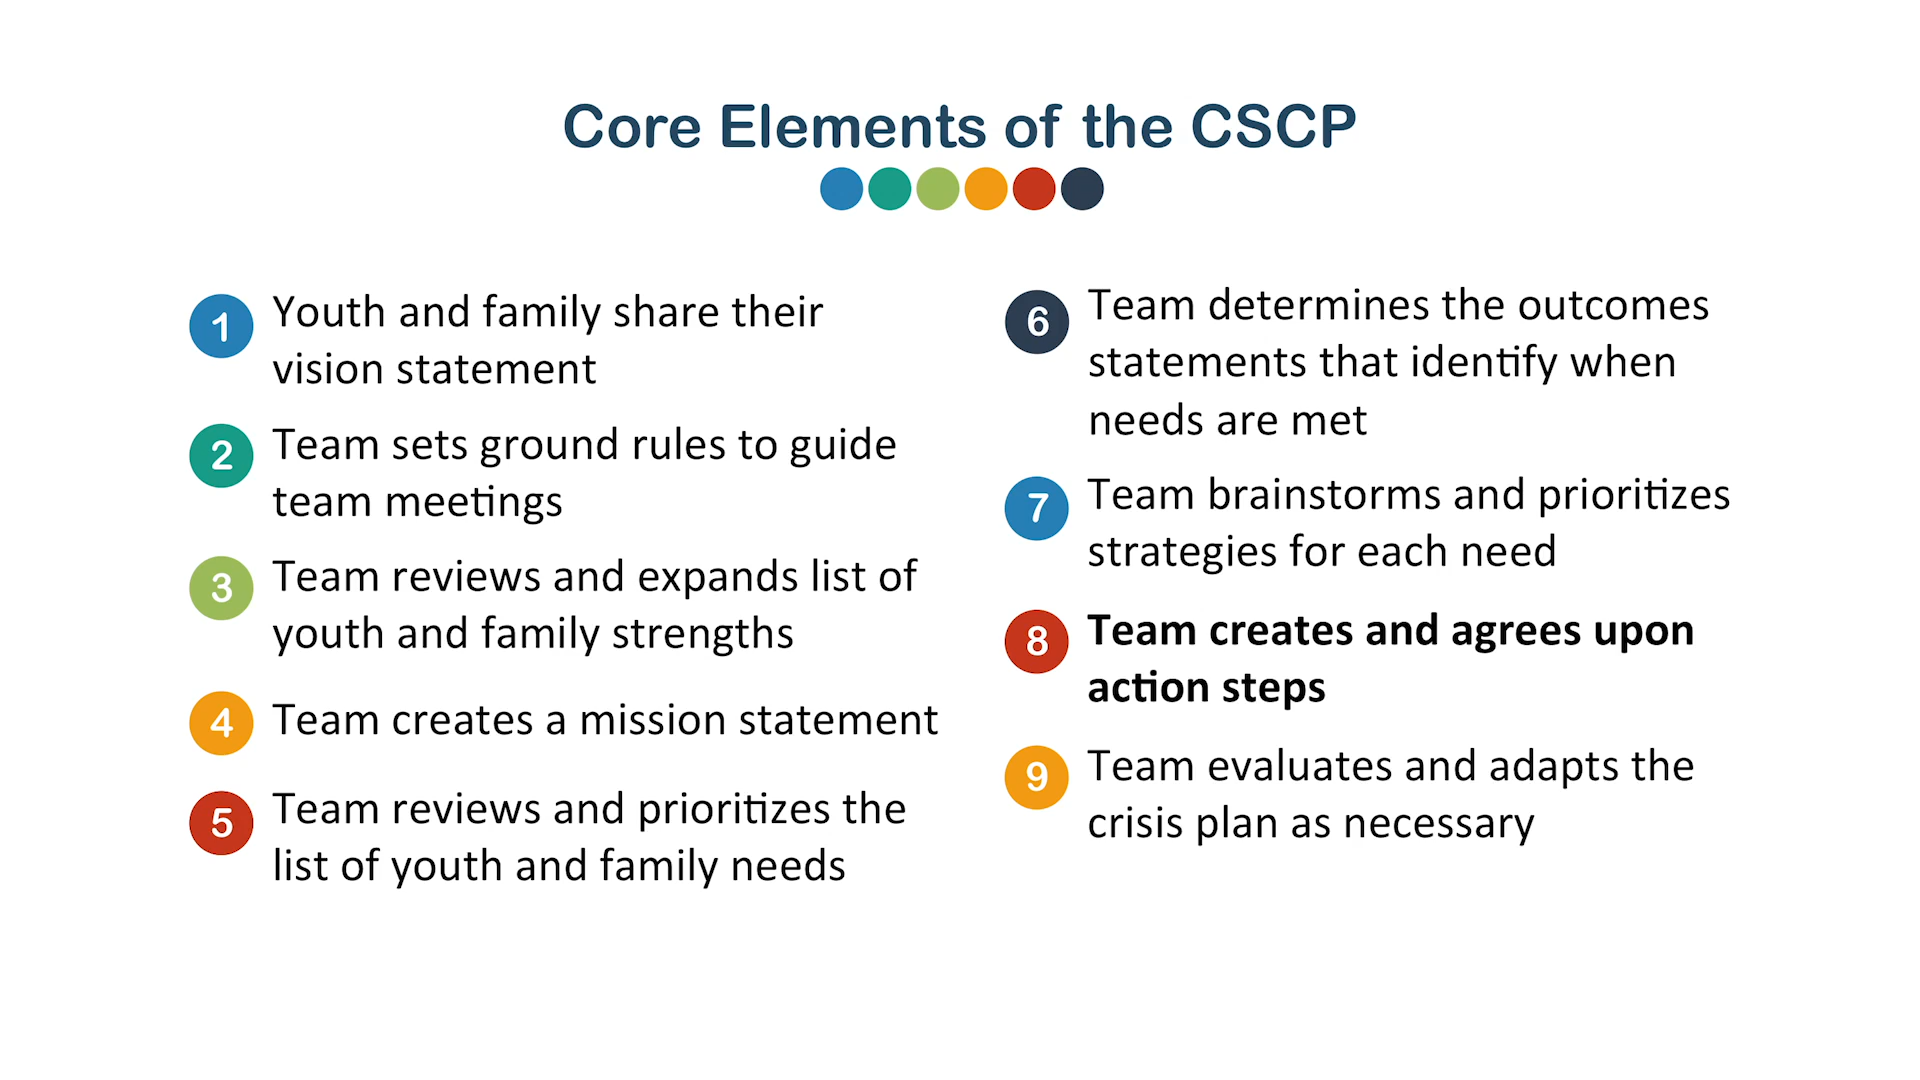 Core Elements of the CSCP
1 Youth and family share their
vision statement
2 Team sets ground rules to guide
team meetings
3 Team reviews and expands list of
youth and family strengths
4 Team creates a mission statement
5 Team reviews and prioritizes the
list of youth and family needs
6 Team determines the outcomes
statements that identify when
needs are met
7 Team brainstorms and prioritizes
strategies for each need
8 Team creates and agrees upon
action steps
9 Team evaluates and adapts the
crisis plan as necessary